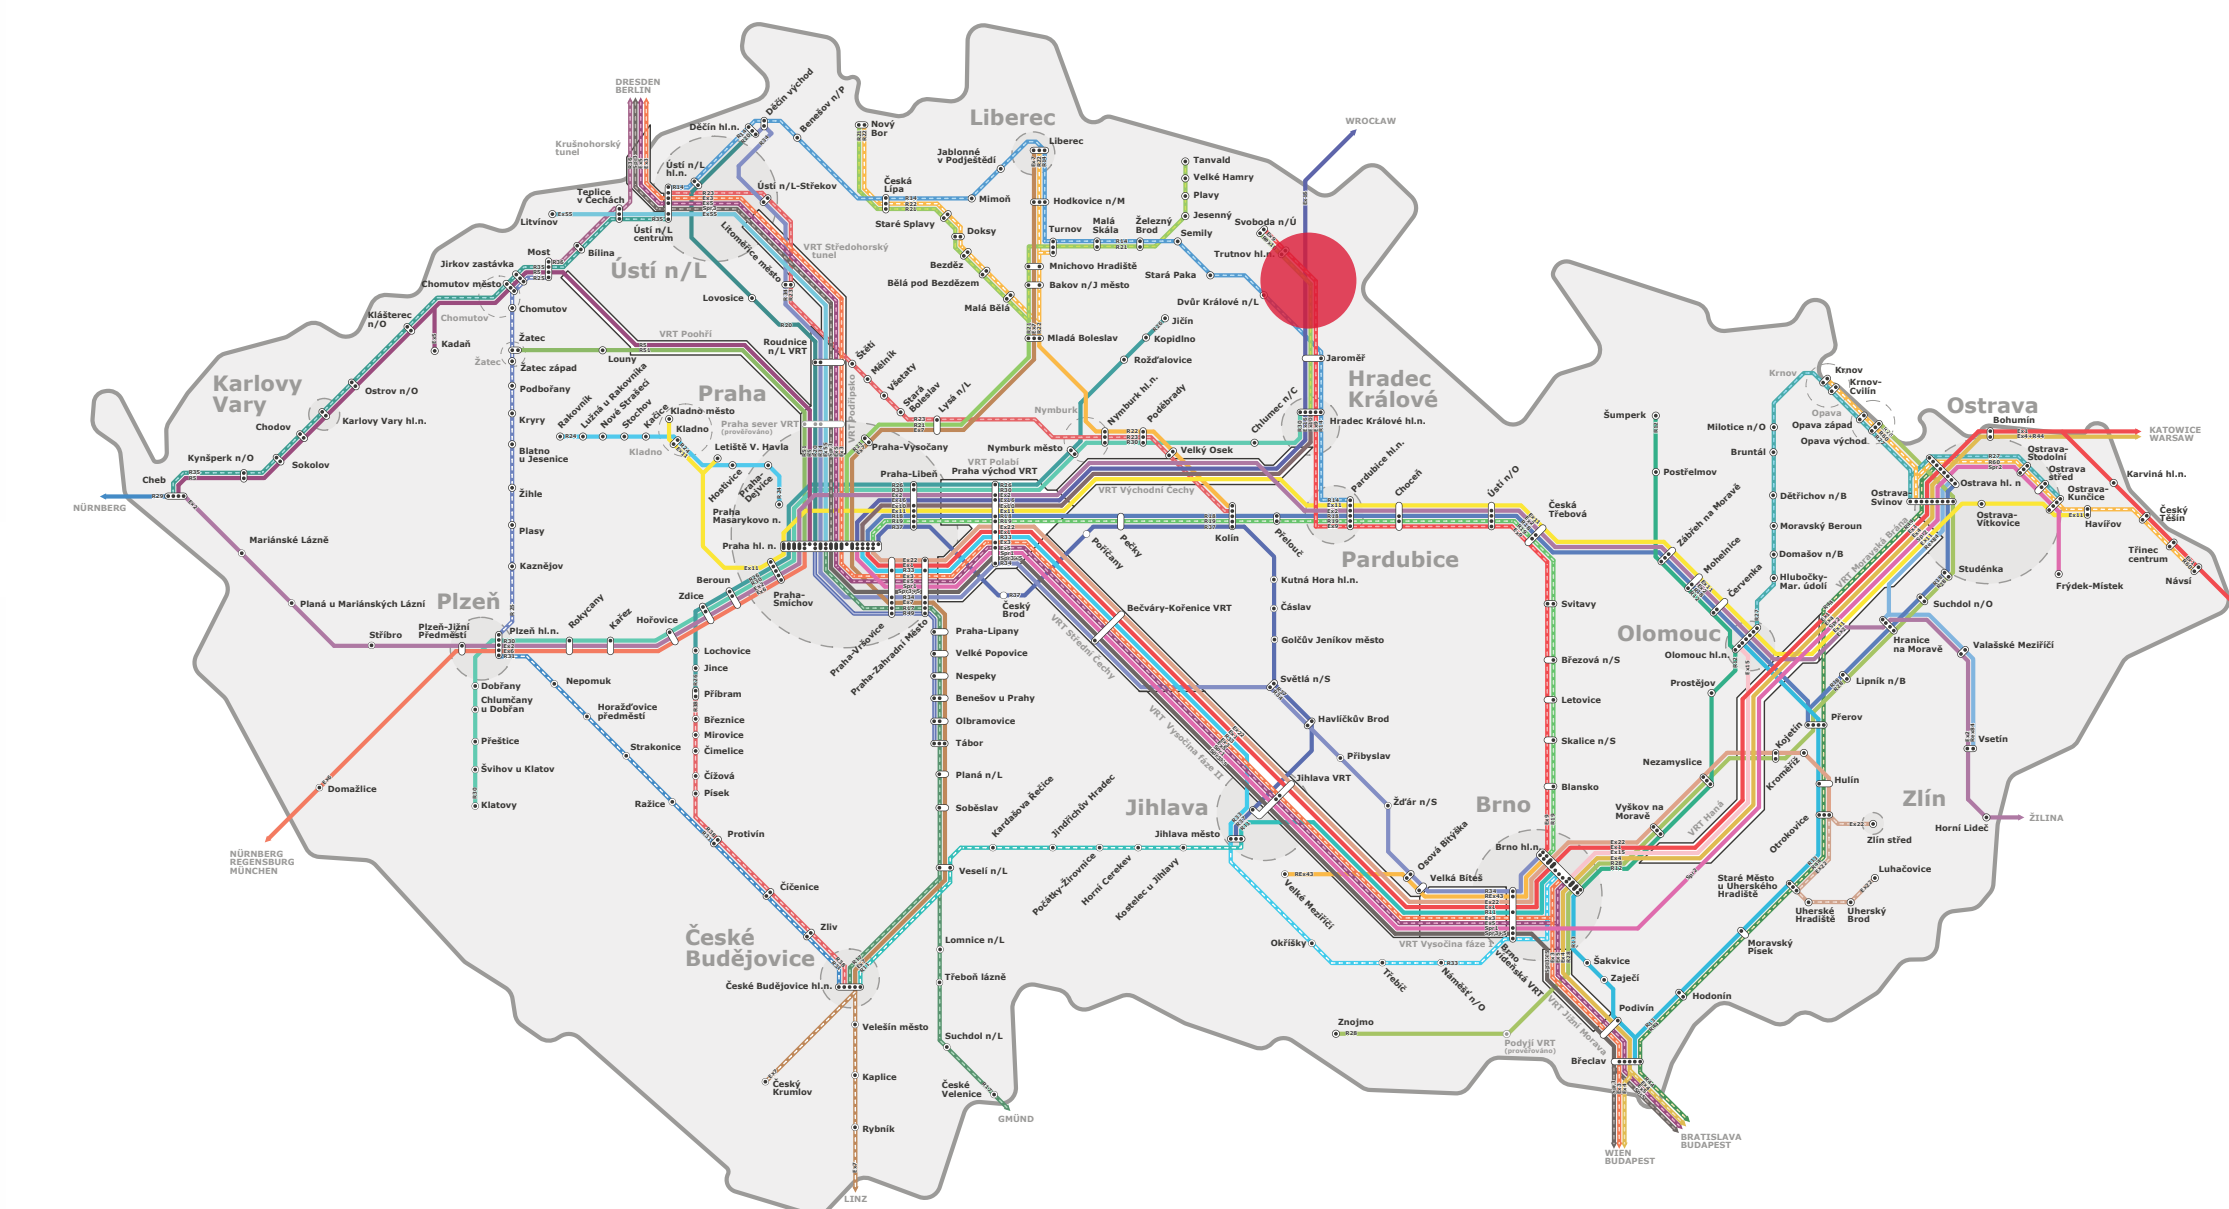 DRESDEN
BERLIN
Krušnohorský
tunel
Děčín východ
Děčín hl.n.
Benešov n/P
Nový
Bor
Liberec
Liberec
Jablonné
v Podještědí
WROCŁAW
Ústí n/L
hl.n.
Ústí n/L-Střekov
Teplice
v Čechách
Litvínov
Ústí n/L
centrum
Ústí n/L
Česká
Lípa
Staré Splavy
Mimoň
Hodkovice n/M
Tanvald
Velké Hamry
Plavy
Jesenný
Svoboda n/Ú
Trutnov hl.n.
Turnov
Malá
Skála
Železný
Brod
Semily
Stará Paka
Dvůr Králové n/L
Doksy
Bezděz
Bělá pod Bezdězem
Malá Bělá
Mnichovo Hradiště
Bakov n/J město
Mladá Boleslav
Litoměřice město
VRT Středohorský
tunel
Most
Bílina
Jirkov zastávka
Chomutov město
Chomutov
Chomutov
Klášterec
n/O
Kadaň
Lovosice
VRT Poohří
Roudnice
n/L VRT
Žatec
Žatec
Žatec západ
Louny
Štětí
Mělník
Všetaty
Stará
Boleslav
Lysá n/L
Jičín
Kopidlno
Rožďalovice
Jaroměř
Hradec
Králové
Hradec Králové hl.n.
Karlovy
Vary
Ostrov n/O
Karlovy Vary hl.n.
Chodov
Sokolov
Kynšperk n/O
Cheb
NÜRNBERG
Podbořany
Kryry
Blatno
u Jesenice
Žihle
Plasy
Kaznějov
Rakovník
Lužná u Rakovníka
Nové Strašecí
Stochov
Kačice
Kladno město
Kladno
Kladno
Praha
Praha sever VRT
(prověřováno)
VRT Podřipsko
Letiště V. Havla
Hostivice
Praha-
Dejvice
Praha
Masarykovo n.
Praha hl. n.
Praha-Vysočany
Praha-Libeň
Praha východ VRT
VRT Polabí
Nymburk
Nymburk město
Nymburk hl.n.
Poděbrady
Velký Osek
Chlumec n/C
VRT Východní Čechy
Pardubice hl.n.
Choceň
Ústí n/O
Česká
Třebová
Pardubice
Kolín
Přelouč
Pečky
Poříčany
Český
Brod
Mariánské Lázně
Planá u Mariánských Lázní
Stříbro
Plzeň
Plzeň-Jižní
Předměstí
Plzeň hl.n.
Rokycany
Kařez
Hořovice
Zdice
Beroun
Praha-
Smíchov
Praha-Vršovice
Praha-Zahradní Město
Praha-Lipany
Velké Popovice
Nespeky
Benešov u Prahy
Olbramovice
Tábor
Planá n/L
Soběslav
Veselí n/L
Lochovice
Jince
Příbram
Březnice
Mirovice
Čimelice
Čížová
Písek
Protivín
Číčenice
Zliv
Dobřany
Chlumčany
u Dobřan
Přeštice
Švihov u Klatov
Klatovy
Domažlice
NÜRNBERG
REGENSBURG
MÜNCHEN
Nepomuk
Horažďovice
předměstí
Strakonice
Ražice
České
Budějovice
České Budějovice hl.n.
Velešín město
Český
Krumlov
Kaplice
Rybník
LINZ
Lomnice n/L
Třeboň lázně
Suchdol n/L
České
Velenice
GMÜND
Kutná Hora hl.n.
Čáslav
Golčův Jeníkov město
Světlá n/S
Havlíčkův Brod
Přibyslav
Žďár n/S
Bečváry-Kořenice VRT
VRT Střední Čechy
VRT Vysočina fáze II
Jihlava VRT
Jihlava
Jihlava město
Kardašova Řečice
Jindřichův Hradec
Počátky-Žirovnice
Horní Cerekev
Kostelec u Jihlavy
Osová Bítýška
Velká Bíteš
Velké Meziříčí
Okříšky
Třebíč
Náměšť n/O
VRT Vysočina fáze I
Brno
Brno hl.n.
Brno
vídeňská VRT
VRT Jižní Morava
Znojmo
Podyjí VRT
(prověřováno)
Šakvice
Zaječí
Podivín
Břeclav
WIEN
BUDAPEST
BRATISLAVA
BUDAPEST
Svitavy
Březová n/S
Letovice
Skalice n/S
Blansko
Šumperk
Postřelmov
Zábřeh na Moravě
Mohelnice
Červenka
Olomouc
Olomouc hl.n.
Prostějov
Nezamyslice
Vyškov na
Moravě
VRT Haná
Kojetín
Kroměříž
Hulín
Otrokovice
Zlín
Zlín střed
Luhačovice
Staré Město
u Uherského
Hradiště
Uherské
Hradiště
Uherský
Brod
Moravský
Písek
Hodonín
Přerov
Lipník n/B
Hranice
na Moravě
Valašské Meziříčí
Vsetín
Horní Lideč
ŽILINA
Suchdol n/O
Studénka
VRT Moravská Brána
Krnov
Krnov
Krnov-
Cvilín
Opava
Opava západ
Opava východ
Milotice n/O
Bruntál
Dětřichov n/B
Moravský Beroun
Domašov n/B
Hlubočky-
Mar. údolí
Ostrava
Bohumín
KATOWICE
WARSAW
Ostrava-
Stodolní
Ostrava
střed
Ostrava hl. n.
Ostrava-
Svinov
Ostrava-
Kunčice
Ostrava-
Vítkovice
Havířov
Karviná hl.n.
Český
Těšín
Třinec
centrum
Návsí
Frýdek-Místek